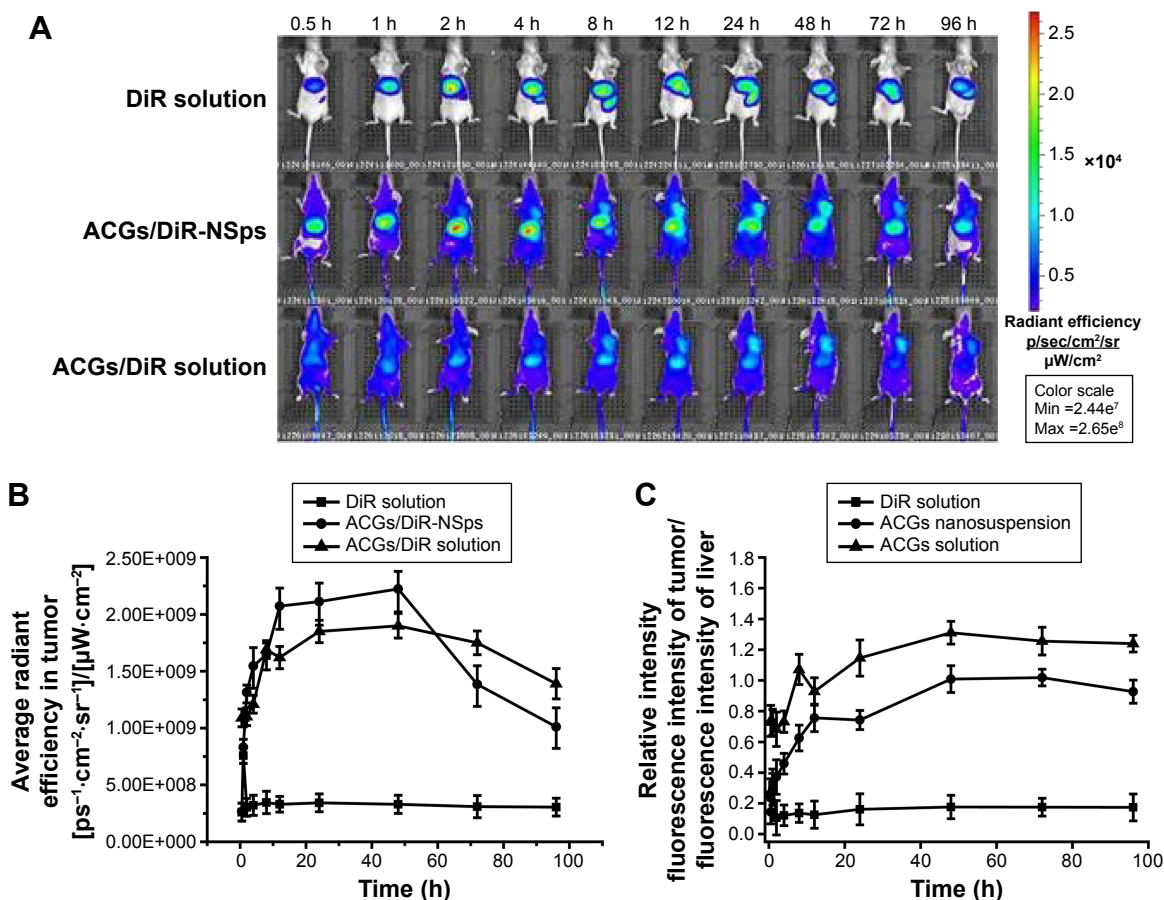 A
0.5 h 1 h 2 h 4 h 8 h 12 h 24 h 48 h 72 h 96 h
DiR solution
ACGs/DiR-NSps
ACGs/DiR solution
2.5
2.0
1.5
×10⁴
1.0
0.5
Radiant efficiency
p/sec/cm²/sr
µW/cm²
Color scale
Min =2.44e⁷
Max =2.65e⁸
B
DiR solution
ACGs/DiR-NSps
ACGs/DiR solution
Average radiant
efficiency in tumor
[ps⁻¹·cm⁻²·sr⁻¹]/[µW·cm⁻²]
2.50E+009
2.00E+009
1.50E+009
1.00E+009
5.00E+008
0.00E+000
0 20 40 60 80 100
Time (h)
C
DiR solution
ACGs nanosuspension
ACGs solution
Relative intensity
fluorescence intensity of tumor/
fluorescence intensity of liver
1.8
1.6
1.4
1.2
1.0
0.8
0.6
0.4
0.2
0.0
0 20 40 60 80 100
Time (h)